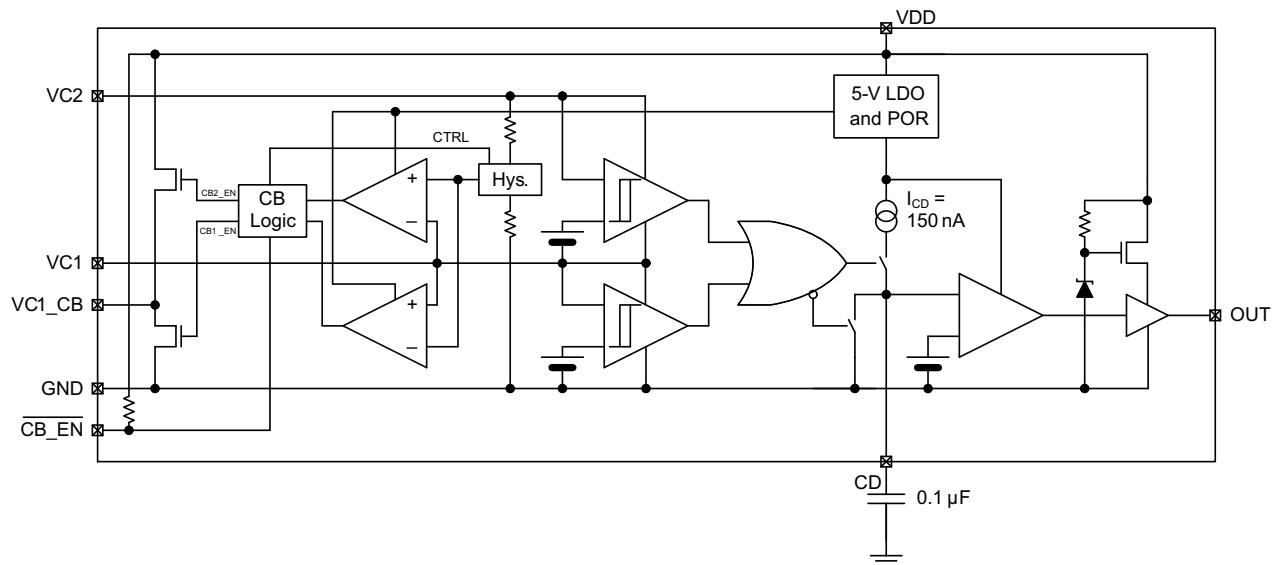 VDD
VC2
5-V LDO
and POR
CTRL
+
Hys.
CB2_EN
CB
Logic
CB1_EN
–
I_CD =
150 nA
VC1
VC1_CB
+
–
OUT
GND
CB_EN
CD
0.1 µF